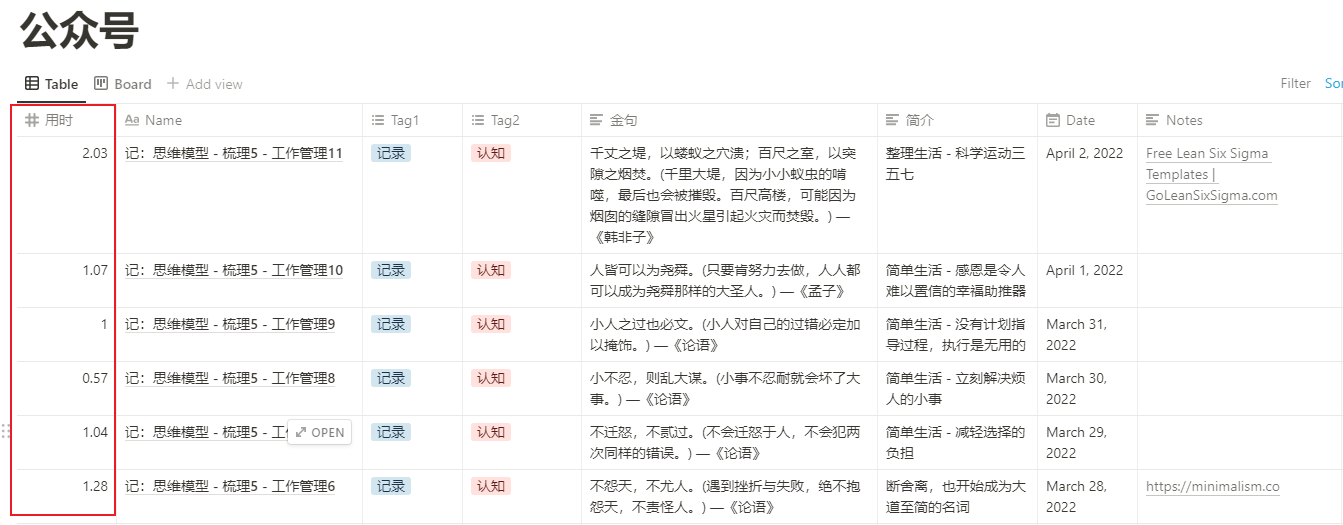 公众号
Table Board Add view Filter Sor
用时 Name Tag1 Tag2 金句 简介 Date Notes
2.03 记：思维模型 - 梳理5 - 工作管理11 记录 认知 千丈之堤，以蝼蚁之穴溃；百尺之室，以突 整理生活 - 科学运动三 April 2, 2022 Free Lean Six Sigma
隙之烟焚。(千里大堤，因为小小蚁虫的啃 五七 Templates |
噬，最后也会被摧毁。百尺高楼，可能因为 GoLeanSixSigma.com
烟囱的缝隙冒出火星引起火灾而焚毁。) —
《韩非子》
1.07 记：思维模型 - 梳理5 - 工作管理10 记录 认知 人皆可以为尧舜。(只要肯努力去做，人人都 简单生活 - 感恩是令人 April 1, 2022
可以成为尧舜那样的大圣人。) —《孟子》 难以置信的幸福助推器
1 记：思维模型 - 梳理5 - 工作管理9 记录 认知 小人之过也必文。(小人对自己的过错必定加 简单生活 - 没有计划指 March 31,
以掩饰。) —《论语》 导过程，执行是无用的 2022
0.57 记：思维模型 - 梳理5 - 工作管理8 记录 认知 小不忍，则乱大谋。(小事不忍耐就会坏了大 简单生活 - 立刻解决烦 March 30,
事。) —《论语》 人的小事 2022
1.04 记：思维模型 - 梳理5 - 工 OPEN 记录 认知 不迁怒，不贰过。(不会迁怒于人，不会犯两 简单生活 - 减轻选择的 March 29,
次同样的错误。) —《论语》 负担 2022
1.28 记：思维模型 - 梳理5 - 工作管理6 记录 认知 不怨天，不尤人。(遇到挫折与失败，绝不抱 断舍离，也开始成为大 March 28, https://minimalism.co
怨天，不责怪人。) —《论语》 道至简的名词 2022